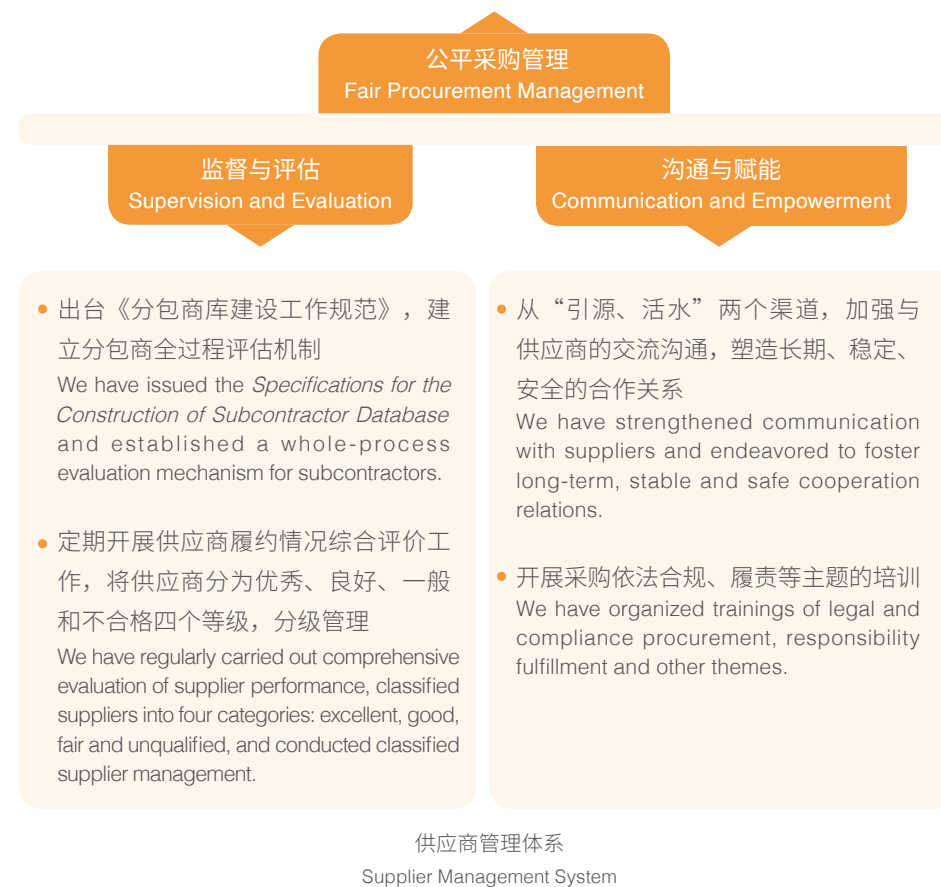 公平采购管理
Fair Procurement Management
监督与评估
Supervision and Evaluation
出台《分包商库建设工作规范》，建
立分包商全过程评估机制
We have issued the Specifications for the
Construction of Subcontractor Database
and established a whole-process
evaluation mechanism for subcontractors.
定期开展供应商履约情况综合评价工
作，将供应商分为优秀、良好、一般
和不合格四个等级，分级管理
We have regularly carried out comprehensive
evaluation of supplier performance, classified
suppliers into four categories: excellent, good,
fair and unqualified, and conducted classified
supplier management.
沟通与赋能
Communication and Empowerment
从“引源、活水”两个渠道，加强与
供应商的交流沟通，塑造长期、稳定、
安全的合作关系
We have strengthened communication
with suppliers and endeavored to foster
long-term, stable and safe cooperation
relations.
开展采购依法合规、履责等主题的培训
We have organized trainings of legal and
compliance procurement, responsibility
fulfillment and other themes.
供应商管理体系
Supplier Management System